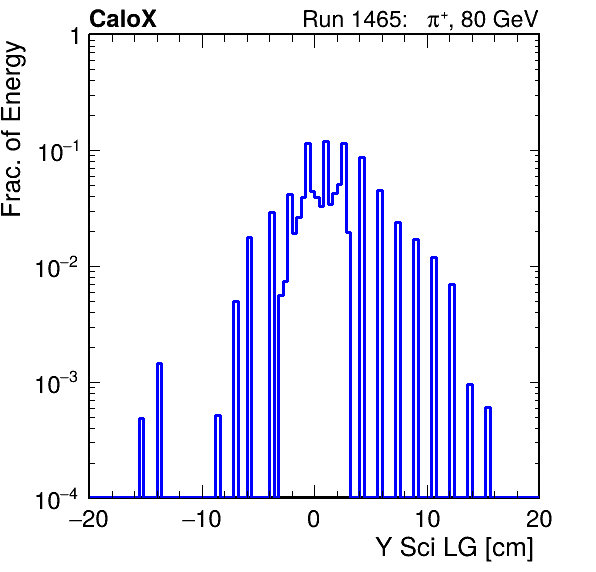 CaloX Run 1465: π⁺, 80 GeV
Frac. of Energy
1
10⁻¹
10⁻²
10⁻³
10⁻⁴
−20 −10 0 10 20
Y Sci LG [cm]